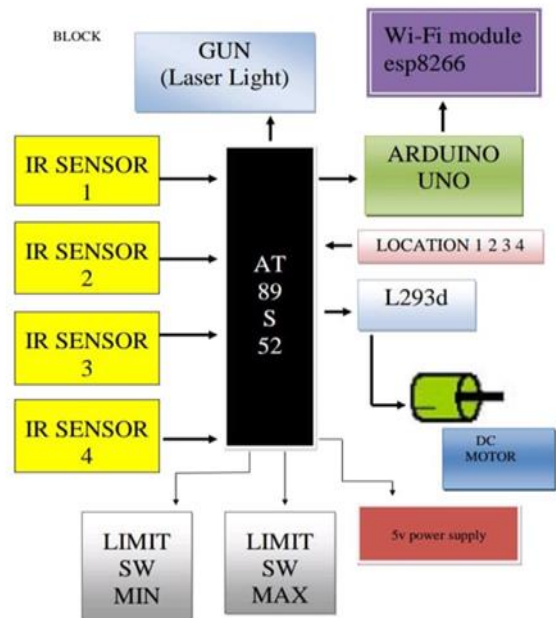 BLOCK
GUN
(Laser Light)
Wi-Fi module
esp8266
IR SENSOR
1
ARDUINO
UNO
IR SENSOR
2
LOCATION 1 2 3 4
AT
89
S
52
L293d
IR SENSOR
3
IR SENSOR
4
DC
MOTOR
LIMIT
SW
MIN
LIMIT
SW
MAX
5v power supply